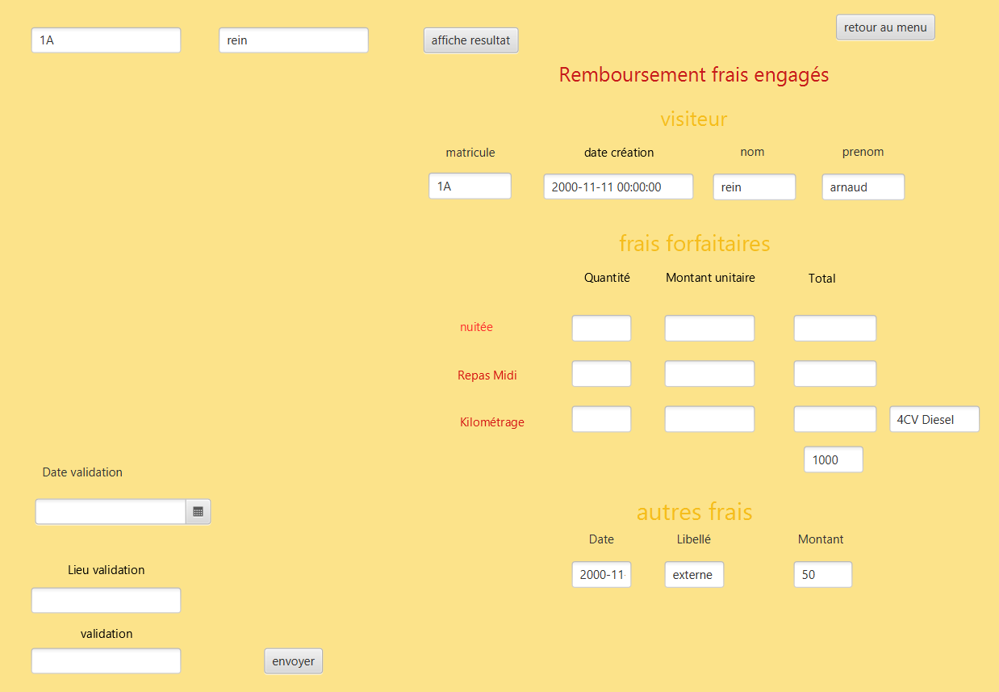 1A rein affiche resultat retour au menu
Remboursement frais engagés
visiteur
matricule date création nom prenom
1A 2000-11-11 00:00:00 rein arnaud
frais forfaitaires
Quantité Montant unitaire Total
nuitée
Repas Midi
Kilométrage 4CV Diesel
1000
Date validation
autres frais
Date Libellé Montant
2000-11- externe 50
Lieu validation
validation
envoyer